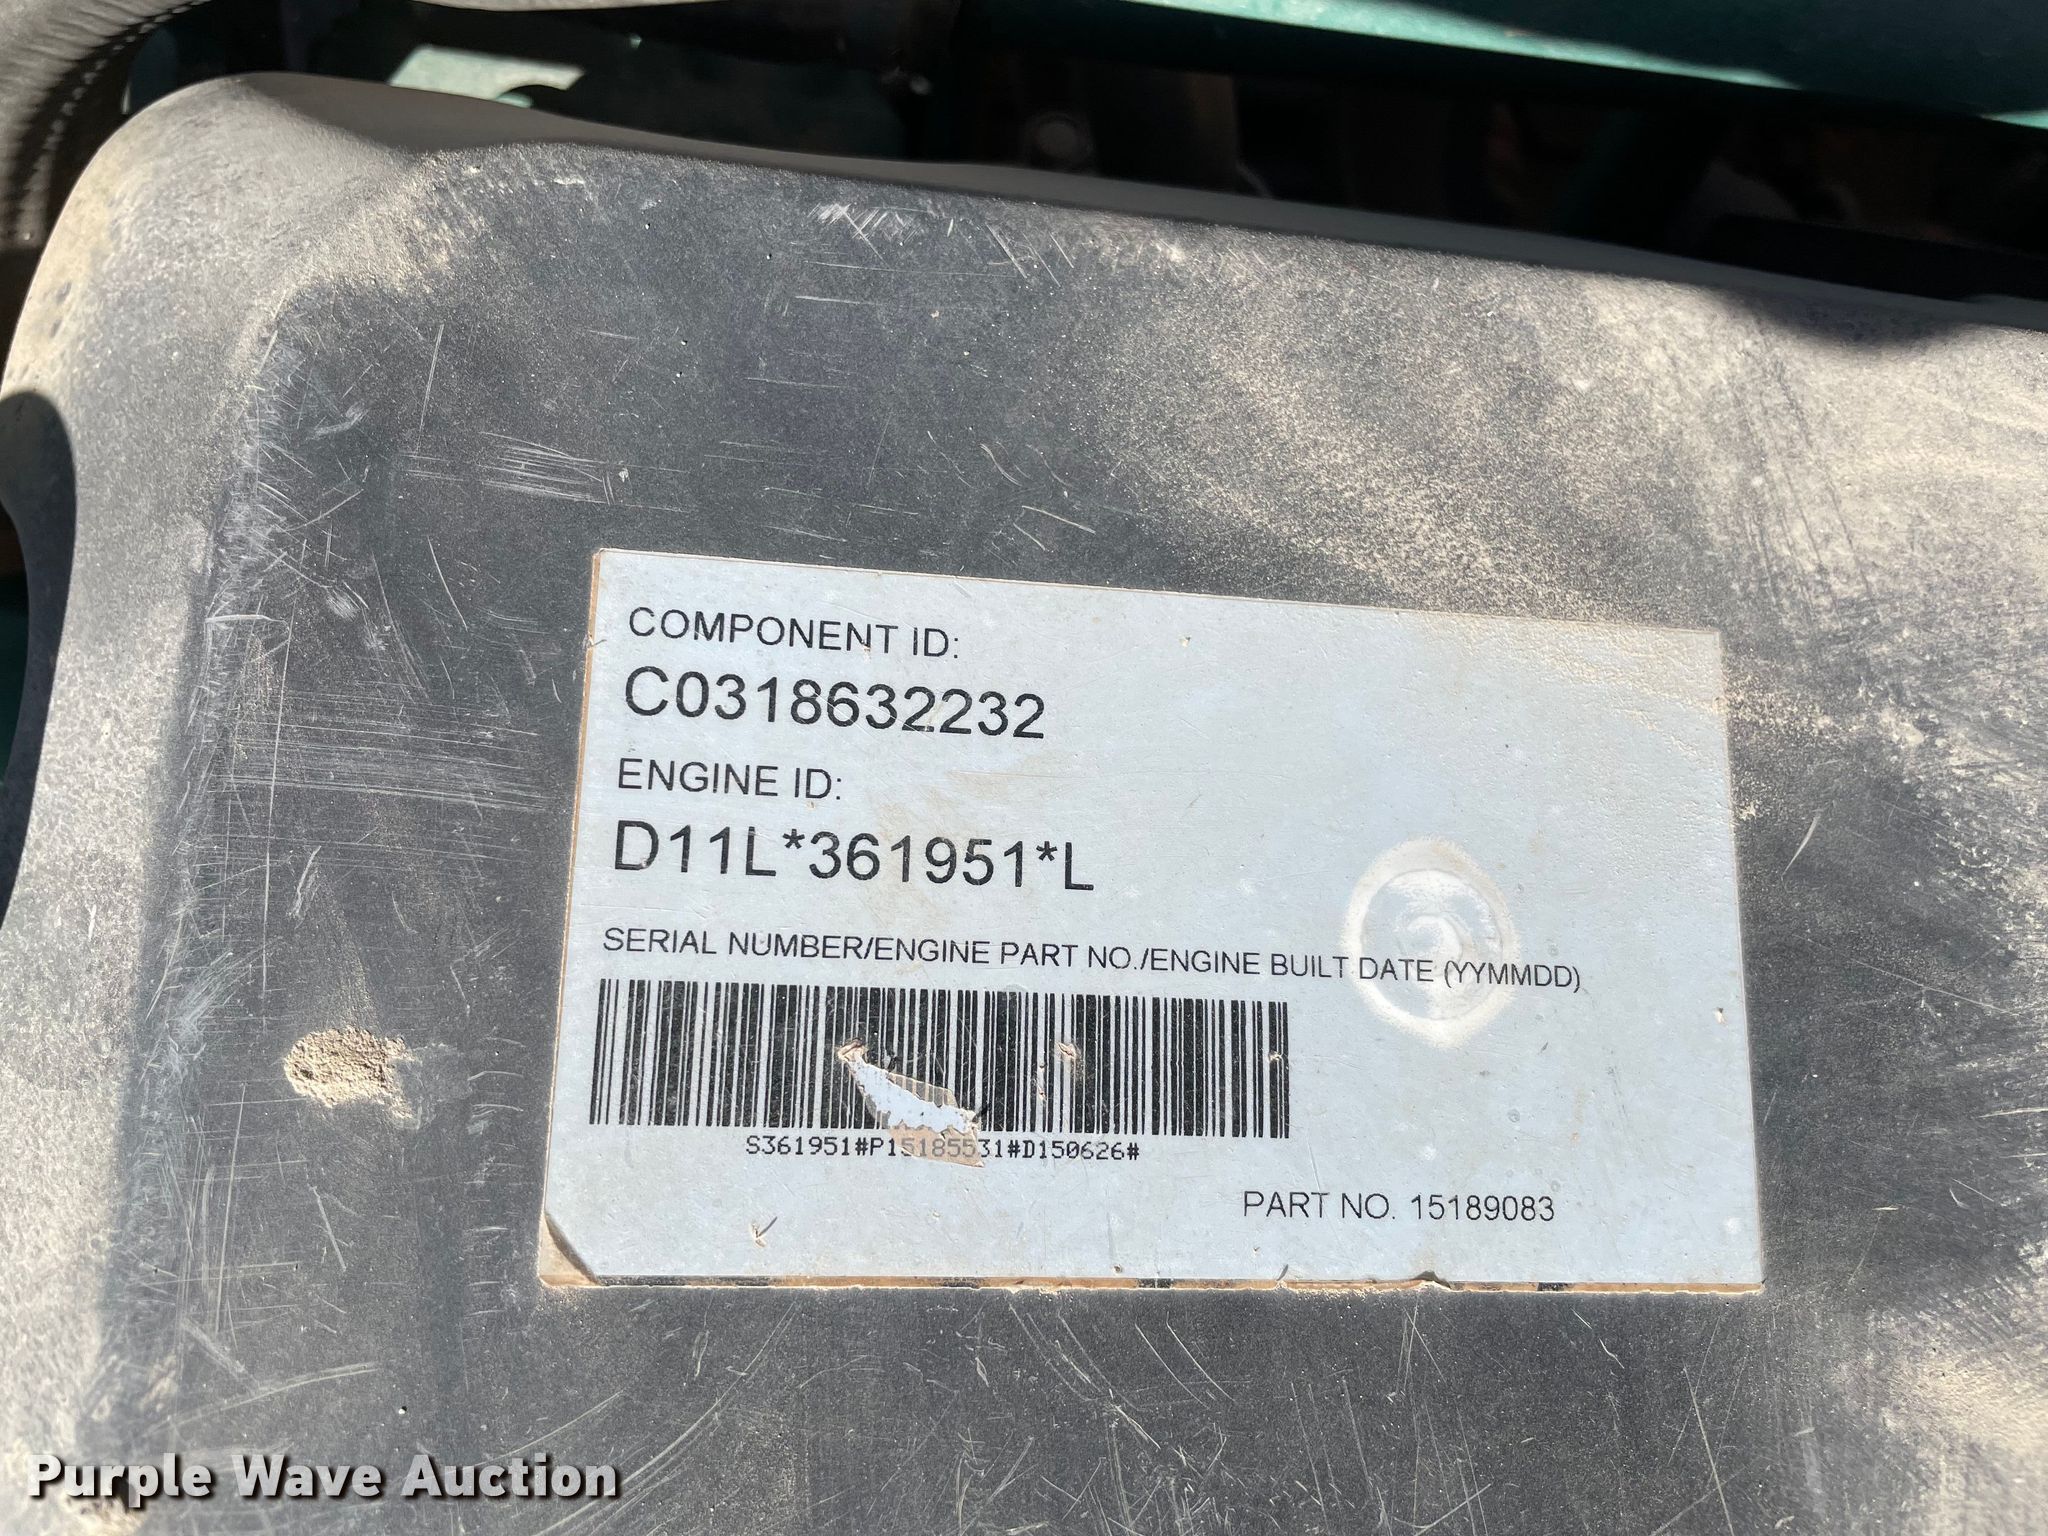 COMPONENT ID:
C0318632232
ENGINE ID:
D11L*361951*L
SERIAL NUMBER/ENGINE PART NO./ENGINE BUILT DATE (YYMMDD)
S361951#P15185531#D150626#
PART NO. 15189083
Purple Wave Auction